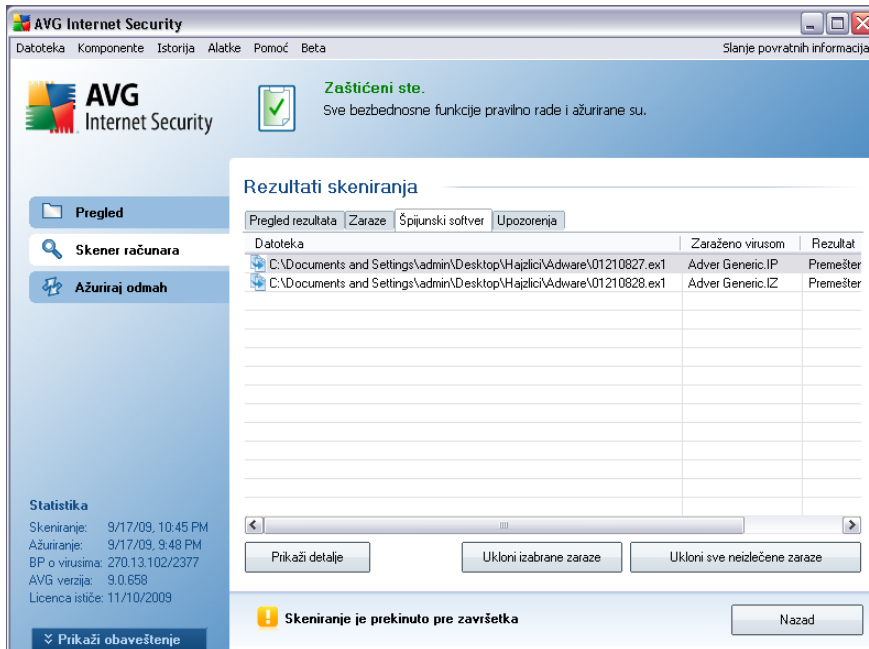 AVG Internet Security
Datoteka Komponente Istorija Alatke Pomoć Beta Slanje povratnih informacija
AVG
Internet Security
Zaštićeni ste.
Sve bezbednosne funkcije pravilno rade i ažurirane su.
Pregled
Skener računara
Ažuriraj odmah
Rezultati skeniranja
Pregled rezultata Zaraze Špijunski softver Upozorenja
Datoteka Zaraženo virusom Rezultat
C:\Documents and Settings\admin\Desktop\Hajzlici\Adware\01210827.ex1 Adver Generic.IP Premešter
C:\Documents and Settings\admin\Desktop\Hajzlici\Adware\01210828.ex1 Adver Generic.IZ Premešter
Prikaži detalje Ukloni izabrane zaraze Ukloni sve neizlečene zaraze
Statistika
Skeniranje: 9/17/09, 10:45 PM
Ažuriranje: 9/17/09, 9:48 PM
BP o virusima: 270.13.102/2377
AVG verzija: 9.0.658
Licenca ističe: 11/10/2009
Prikaži obaveštenje
Skeniranje je prekinuto pre završetka
Nazad